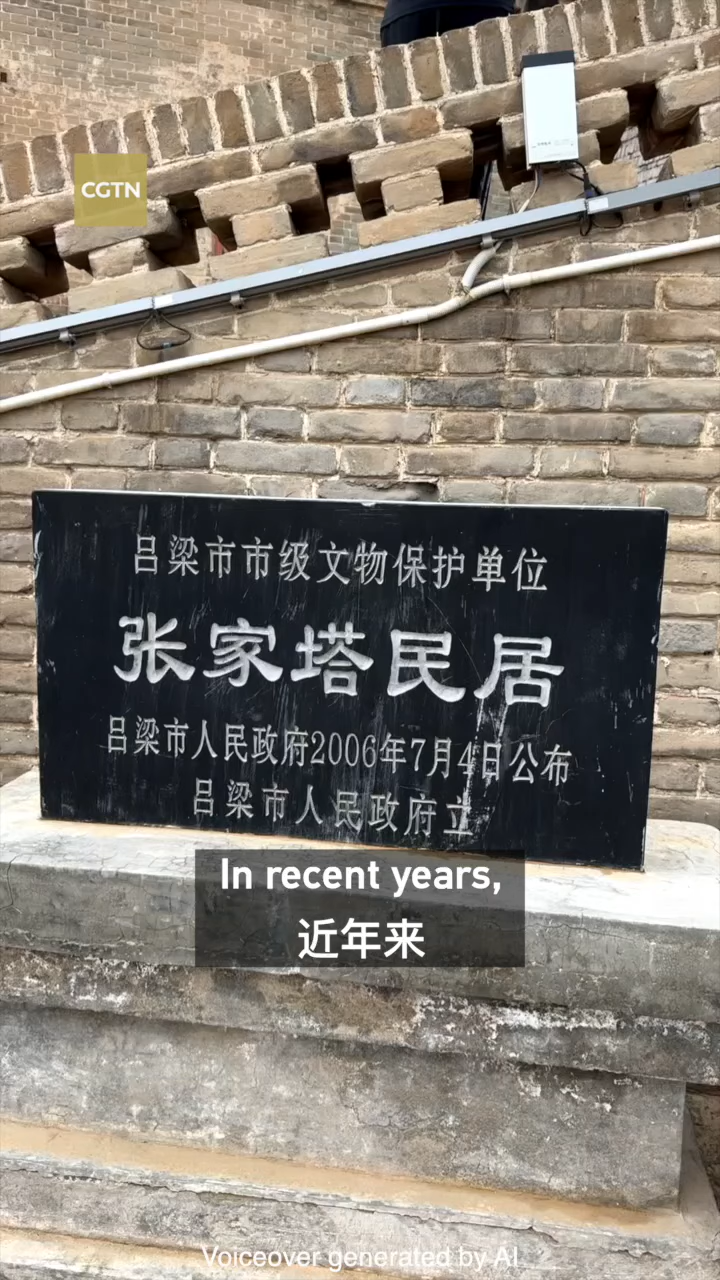 CGTN
吕梁市市级文物保护单位
张家塔民居
吕梁市人民政府2006年7月4日公布
吕梁市人民政府立
In recent years,
近年来
Voiceover generated by AI